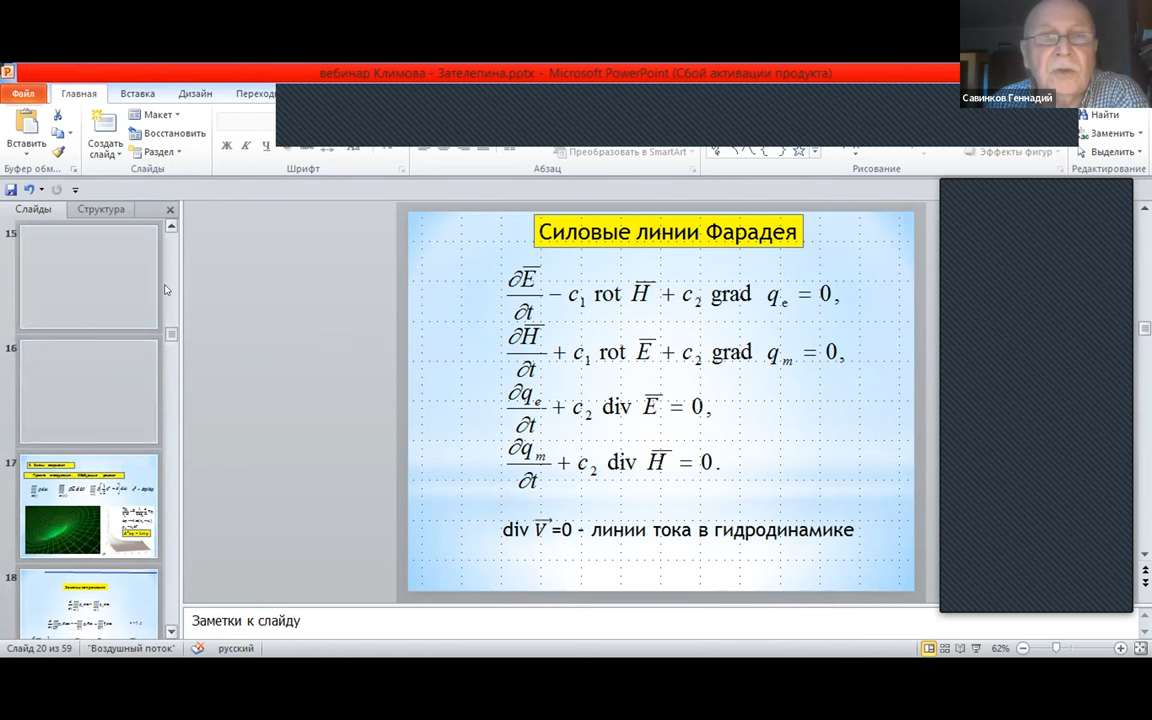 вебинар Климова - Зателепина.pptx - Microsoft PowerPoint (Сбой активации продукта)
Савинков Геннадий
Файл Главная Вставка Дизайн Переход
Вставить
Создать слайд
Макет
Восстановить
Раздел
Ж К Ч
Преобразовать в SmartArt
Эффекты фигур
Найти
Заменить
Выделить
Буфер обм... Слайды Шрифт Абзац Рисование Редактирование
Слайды Структура
15
16
17
18
Силовые линии Фарадея
∂E̅/∂t − c₁ rot H̅ + c₂ grad qₑ = 0,
∂H̅/∂t + c₁ rot E̅ + c₂ grad qₘ = 0,
∂qₑ/∂t + c₂ div E̅ = 0,
∂qₘ/∂t + c₂ div H̅ = 0.
div V⃗ =0 - линии тока в гидродинамике
Заметки к слайду
Слайд 20 из 59 "Воздушный поток" русский 62%